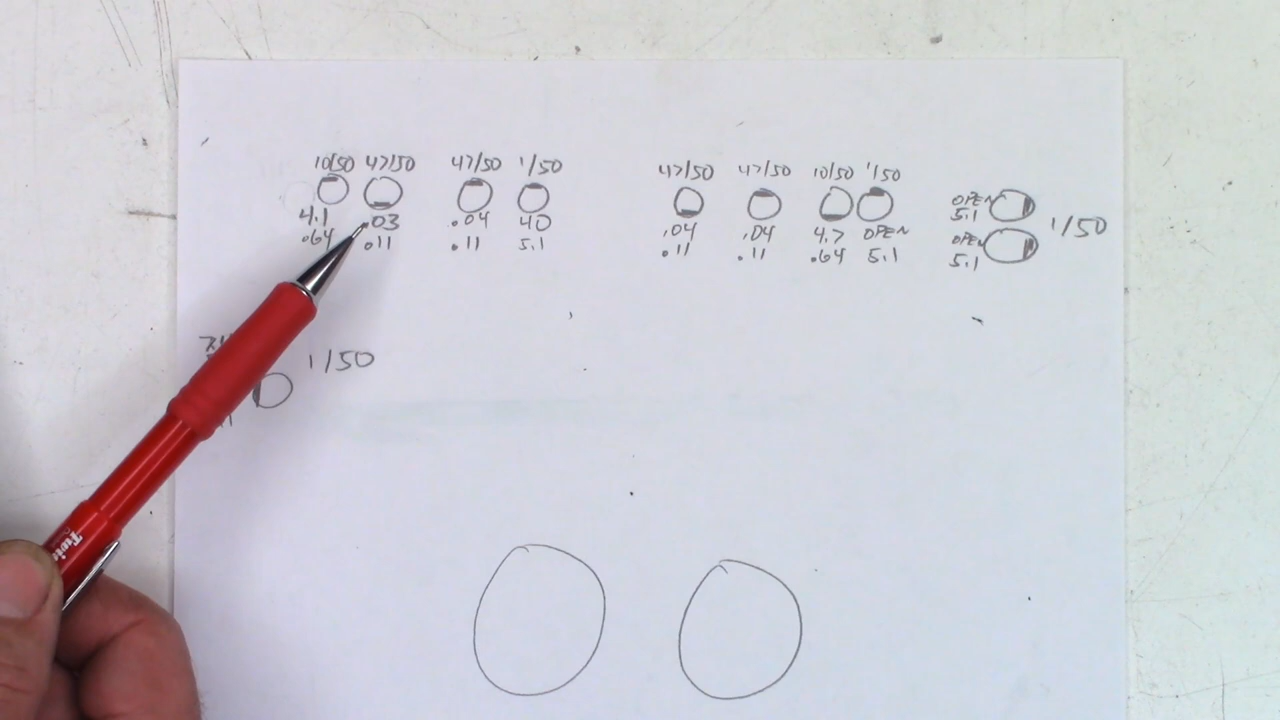 10/50 47/50 47/50 1/50 47/50 47/50 10/50 1/50
4.1 .03 .04 40 .04 .04 4.7 OPEN OPEN
.64 .11 .11 5.1 .11 .11 .64 5.1 5.1
OPEN
5.1
1/50
1/50
Twist